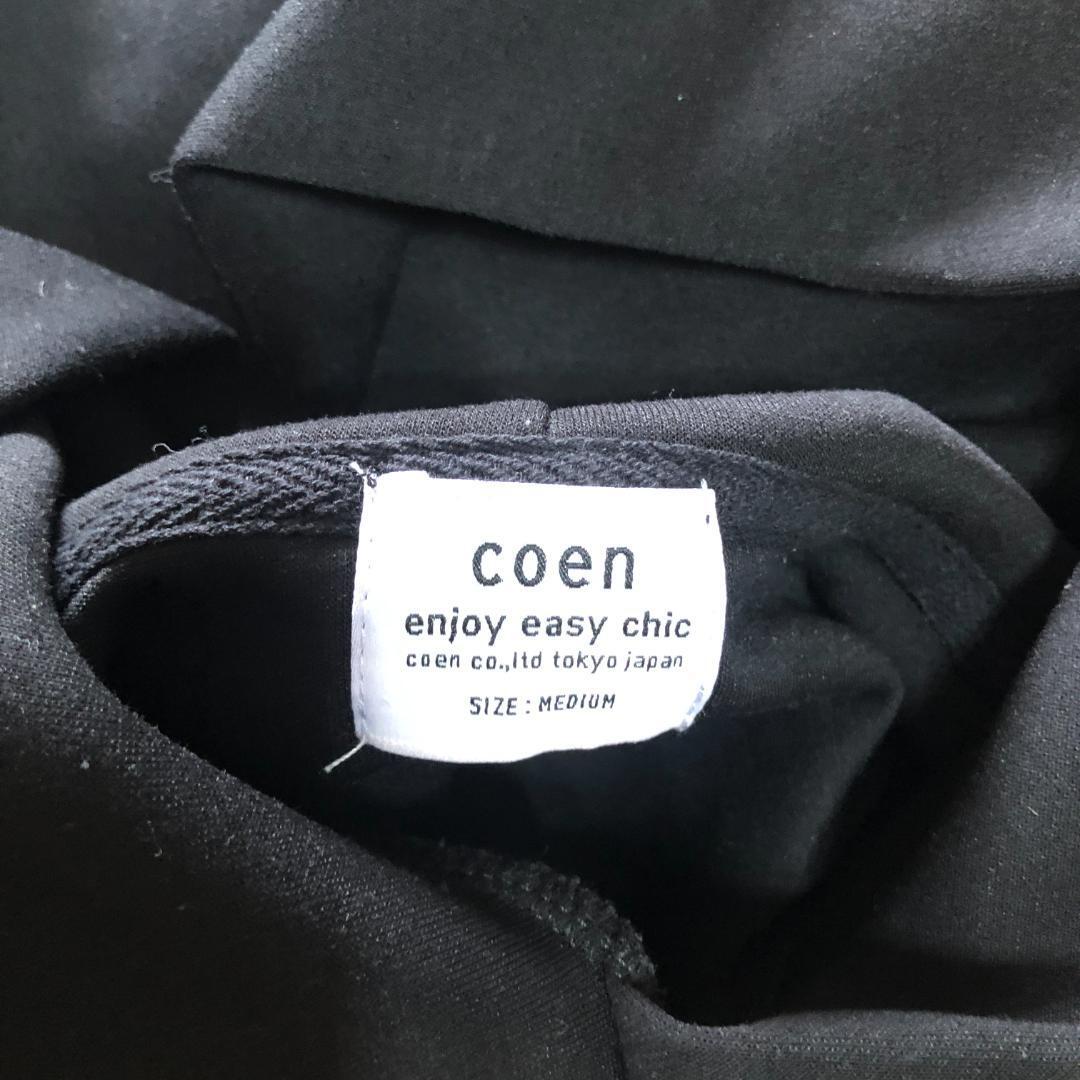 coen
enjoy easy chic
coen co.,ltd tokyo japan
SIZE : MEDIUM